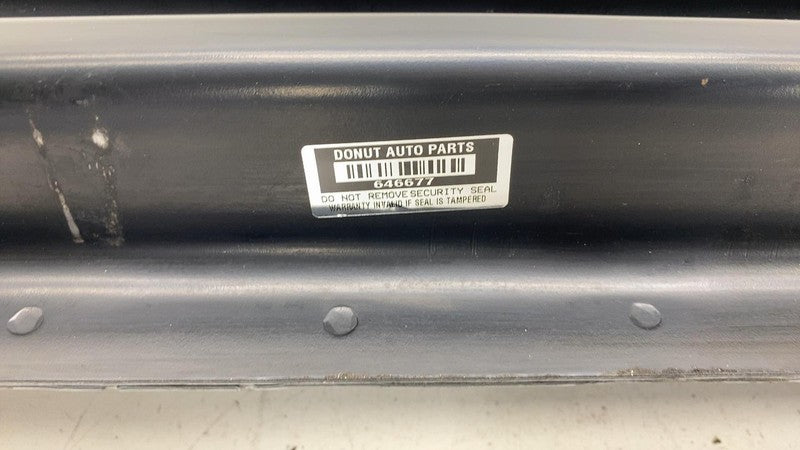 DONUT AUTO PARTS
646677
DO NOT REMOVE SECURITY SEAL
WARRANTY INVALID IF SEAL IS TAMPERED